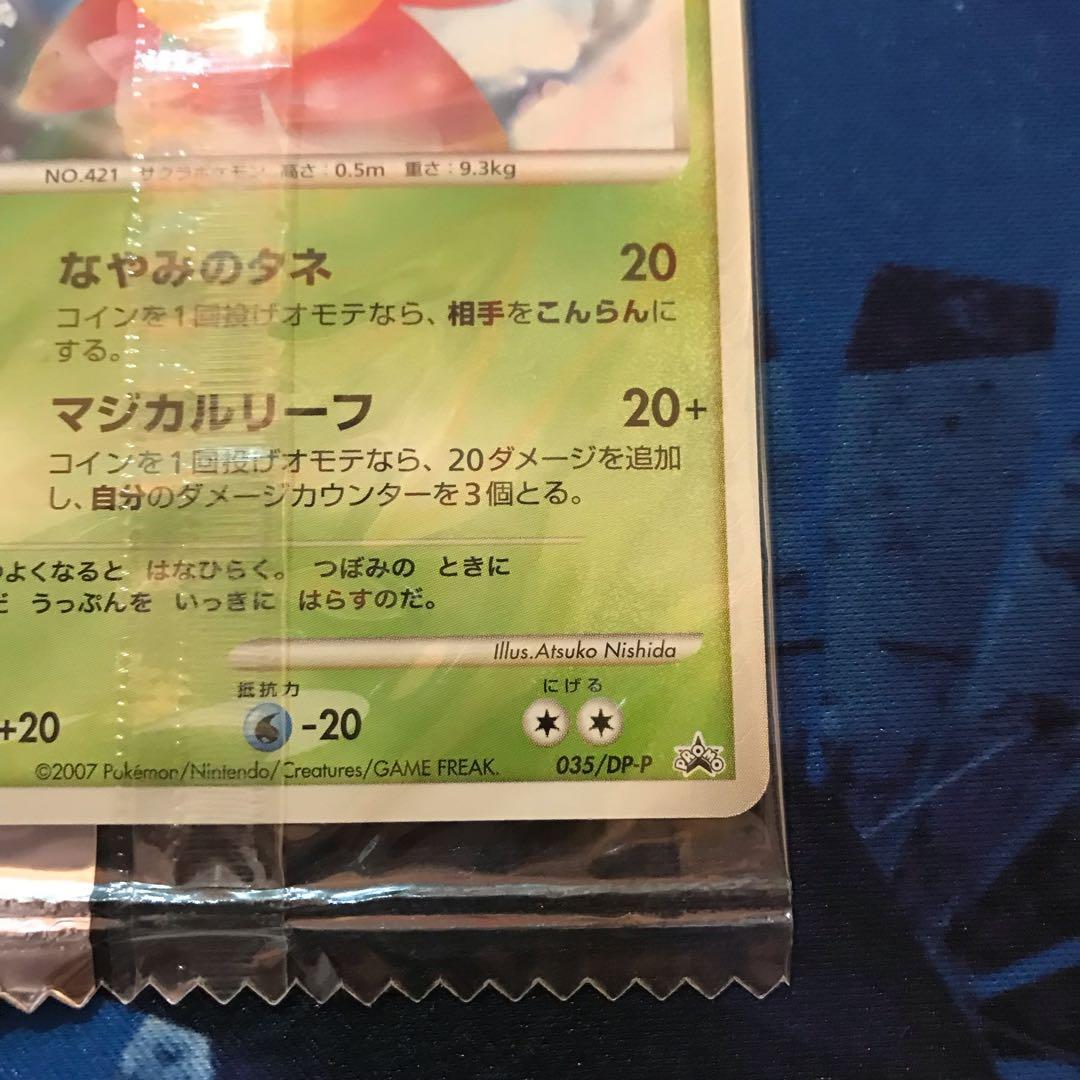 NO.421 サクラポケモン 高さ：0.5m 重さ：9.3kg
なやみのタネ 20
コインを1回投げオモテなら、相手をこんらんに
する。
マジカルリーフ 20+
コインを1回投げオモテなら、20ダメージを追加
し、自分のダメージカウンターを3個とる。
よくなると はなひらく。 つぼみの ときに
うっぷんを いっきに はらすのだ。
Illus.Atsuko Nishida
抵抗力 にげる
+20 -20
©2007 Pokémon/Nintendo/Creatures/GAME FREAK. 035/DP-P PROMO